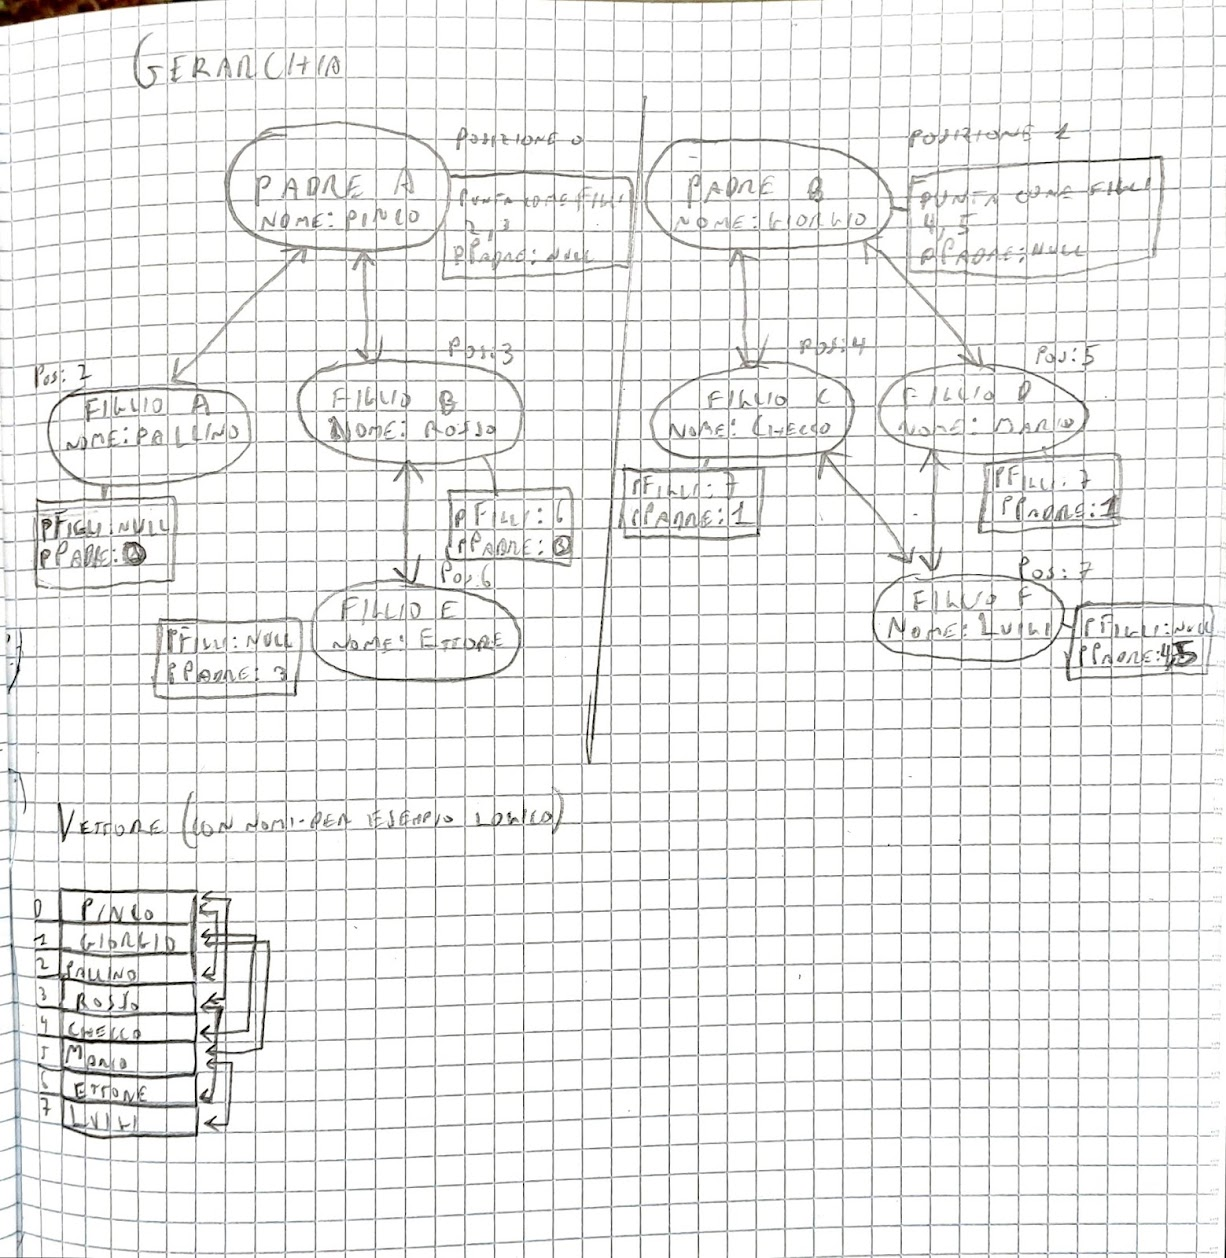 GERARCHIA
POSIZIONE 0
PADRE A
NOME: PINCO
PUNTA COME FIGLI
2,3
PPADRE: NULL
POSIZIONE 1
PADRE B
NOME: GIORGIO
PUNTA COME FIGLI
4, 5
PPADRE: NULL
POS: 2
FIGLIO A
NOME: PALLINO
PFIGLI: NULL
PPADRE: 0
POS: 3
FIGLIO B
NOME: ROSSO
PFIGLI: 6
PPADRE:
POS: 4
FIGLIO C
NOME: CHECCO
PFIGLI: 7
PPADRE: 1
POS: 5
FIGLIO D
NOME: MARIO
PFIGLI: 7
PPADRE: 1
POS: 6
FIGLIO E
NOME: ETTORE
PFIGLI: NULL
PPADRE: 3
POS: 7
FIGLIO F
NOME: LUIGI
PFIGLI: NULL
PPADRE: 4,5
VETTORE (CON NOMI-PER ESEMPIO LOGICO)
0 PINCO
1 GIORGIO
2 PALLINO
3 ROSSO
4 CHECCO
5 MARIO
6 ETTORE
7 LUIGI